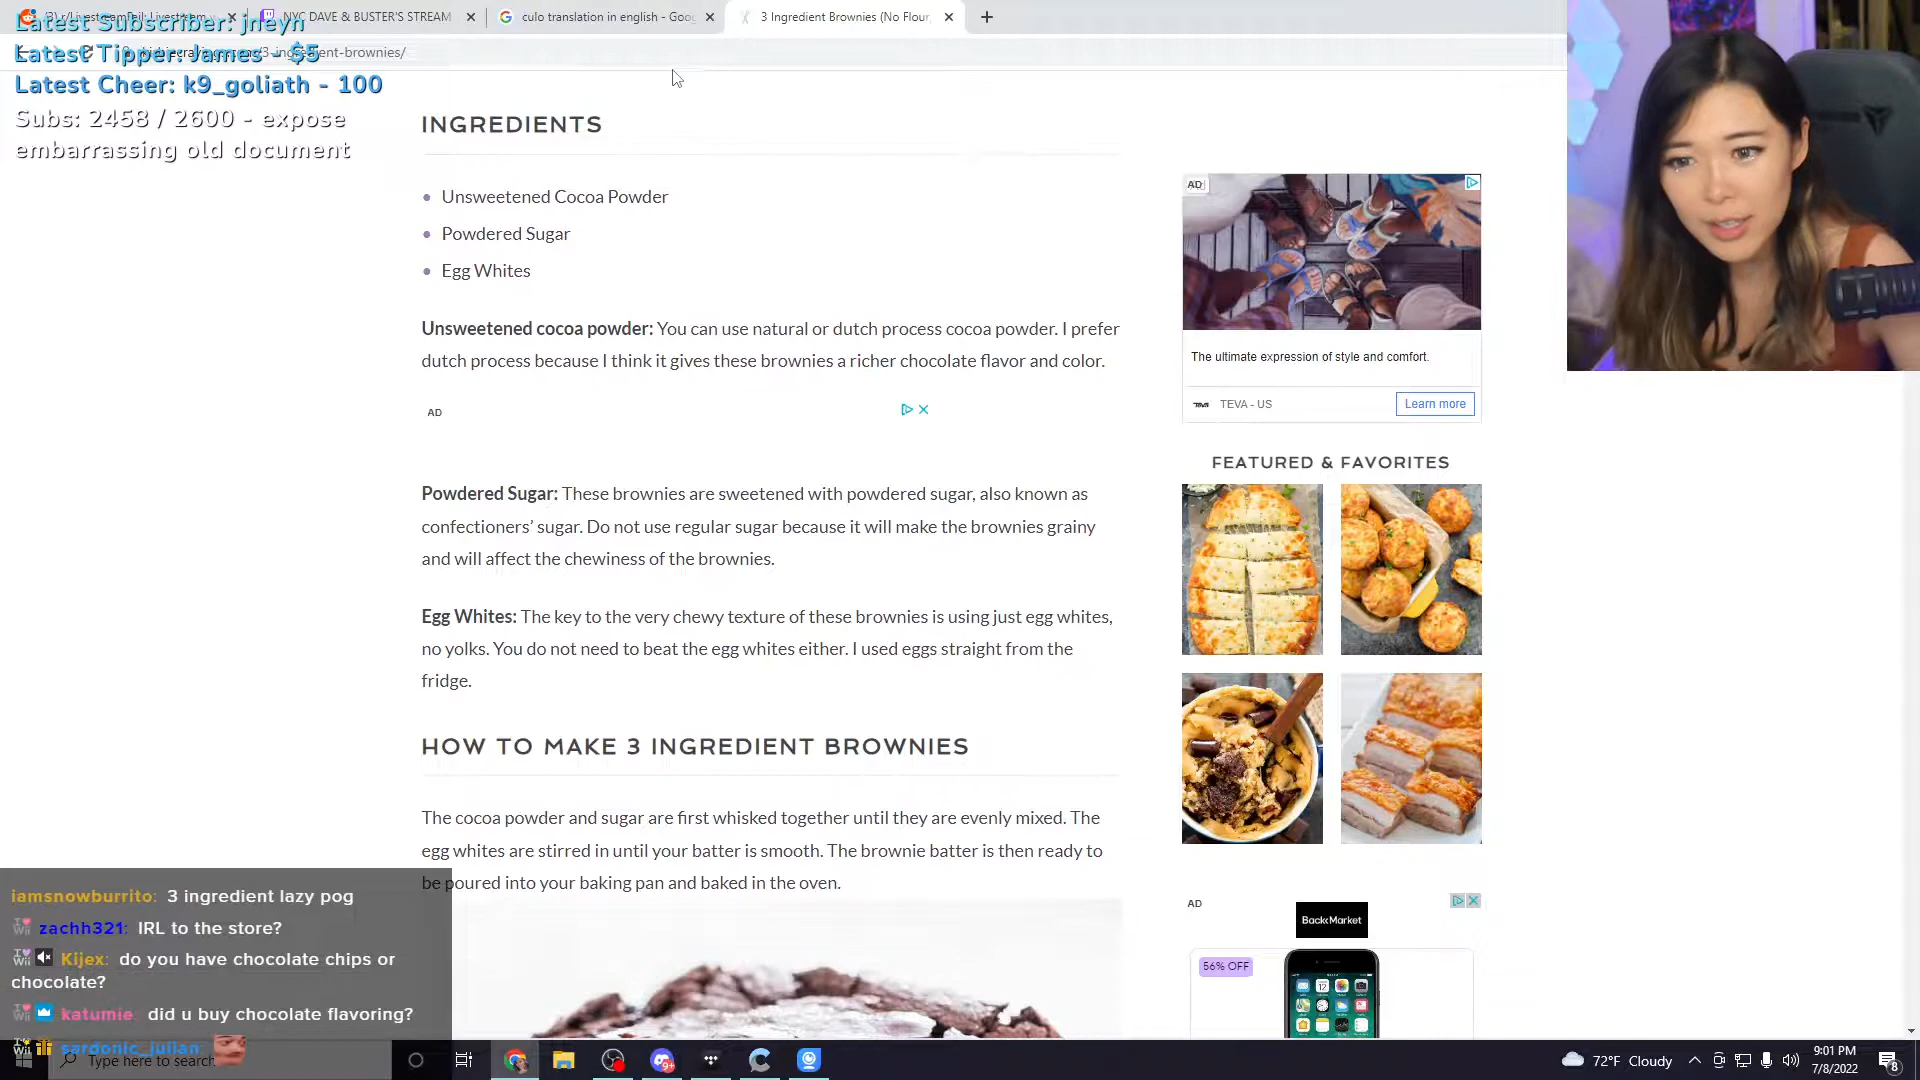 NYC DAVE & BUSTER'S STREAM
culo translation in english - Goog
3 Ingredient Brownies (No Flour,
Latest Subscriber: jneyn
3-ingredient-brownies/
Latest Tipper: James - $5
Latest Cheer: k9_goliath - 100
Subs: 2458 / 2600 - expose
embarrassing old document
INGREDIENTS
Unsweetened Cocoa Powder
Powdered Sugar
Egg Whites
Unsweetened cocoa powder: You can use natural or dutch process cocoa powder. I prefer
dutch process because I think it gives these brownies a richer chocolate flavor and color.
AD
Powdered Sugar: These brownies are sweetened with powdered sugar, also known as
confectioners’ sugar. Do not use regular sugar because it will make the brownies grainy
and will affect the chewiness of the brownies.
Egg Whites: The key to the very chewy texture of these brownies is using just egg whites,
no yolks. You do not need to beat the egg whites either. I used eggs straight from the
fridge.
HOW TO MAKE 3 INGREDIENT BROWNIES
The cocoa powder and sugar are first whisked together until they are evenly mixed. The
egg whites are stirred in until your batter is smooth. The brownie batter is then ready to
be poured into your baking pan and baked in the oven.
AD
The ultimate expression of style and comfort.
TEVA - US
Learn more
FEATURED & FAVORITES
AD
Back Market
56% OFF
iamsnowburrito: 3 ingredient lazy pog
zachh321: IRL to the store?
Kijex: do you have chocolate chips or
chocolate?
katumie: did u buy chocolate flavoring?
sardonic_julian:
Type here to search
72°F Cloudy
9:01 PM
7/8/2022
8